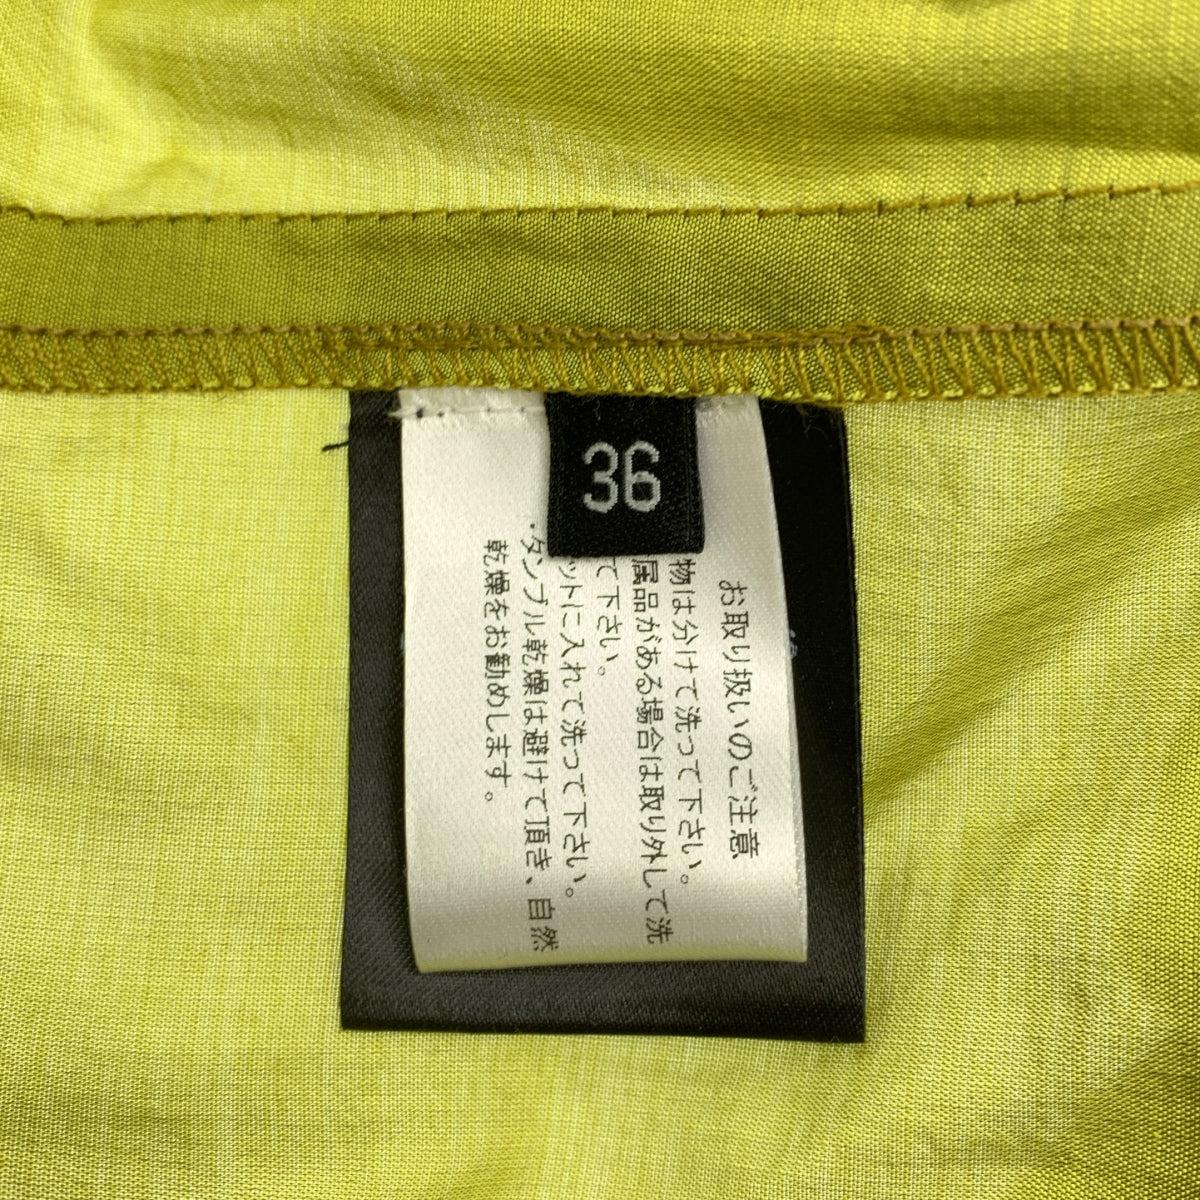 36
お取り扱いのご注意
物は分けて洗って下さい。
属品がある場合は取り外して洗
て下さい。
ットに入れて洗って下さい。
・タンブル乾燥は避けて頂き、自然
乾燥をお勧めします。